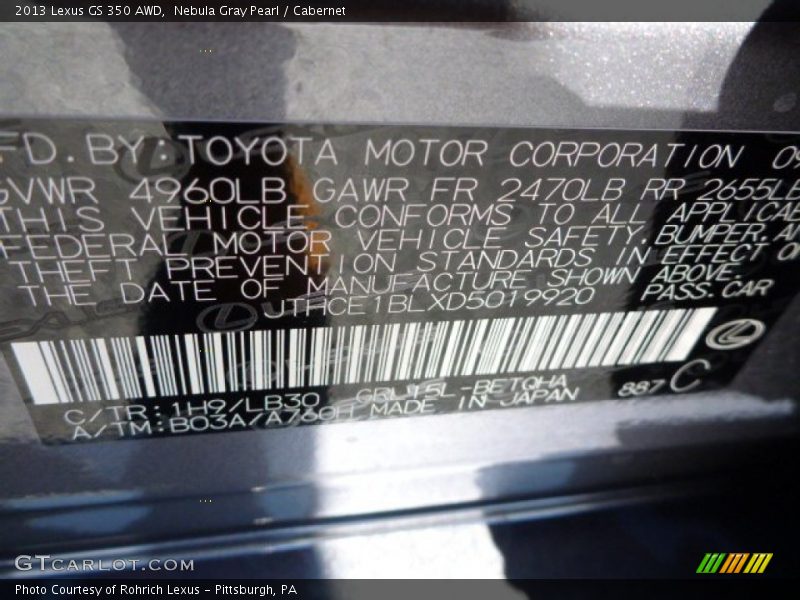 2013 Lexus GS 350 AWD,  Nebula Gray Pearl / Cabernet
FD. BY: TOYOTA MOTOR CORPORATION 09
GVWR 4960LB GAWR FR 2470LB RR 2655LB
THIS VEHICLE CONFORMS TO ALL APPLICAB
FEDERAL MOTOR VEHICLE SAFETY, BUMPER, AN
THEFT PREVENTION STANDARDS IN EFFECT O
THE DATE OF MANUFACTURE SHOWN ABOVE.
JTHCE1BLXD5019920 PASS. CAR
C/TR: 1H9/LB30 GRL15L-BETQHA 887 C
A/TM: B03A/A760H MADE IN JAPAN
GTCARLOT.COM
Photo Courtesy of Rohrich Lexus - Pittsburgh, PA